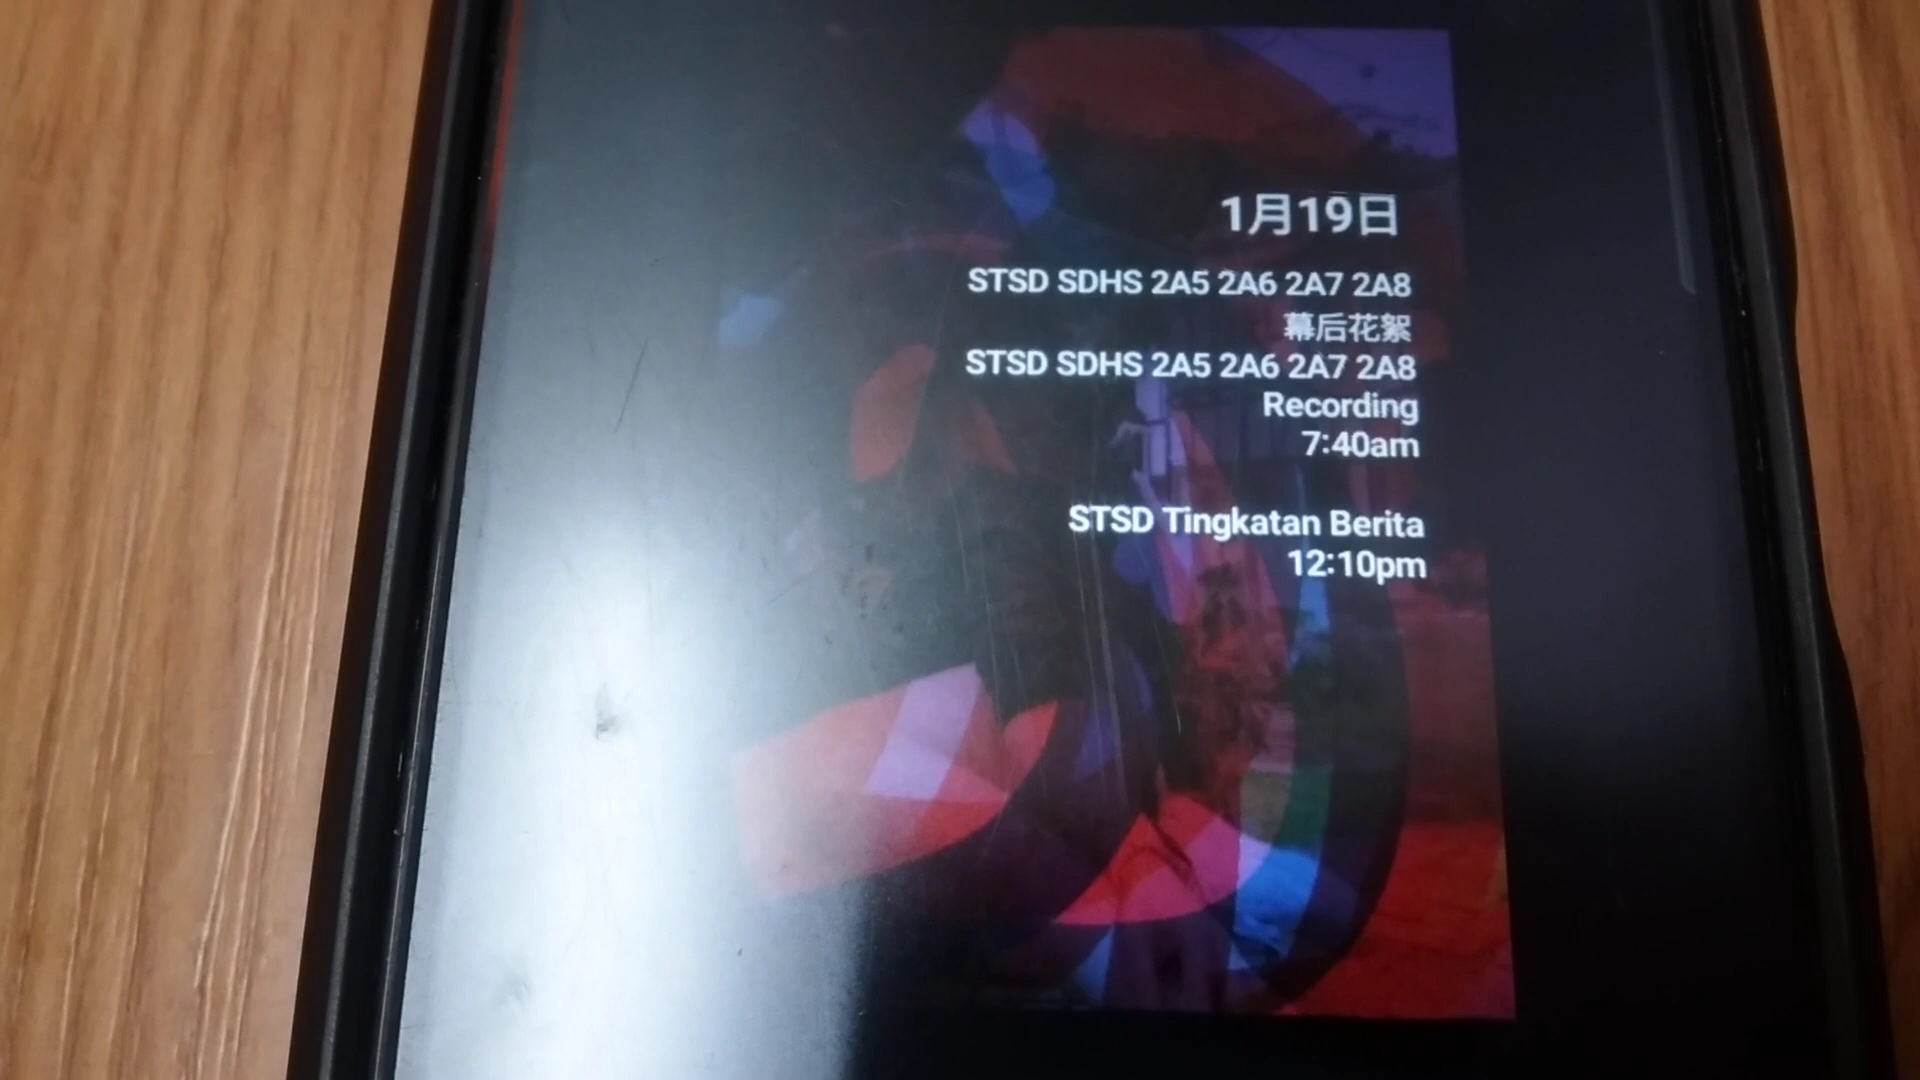 1月19日
STSD SDHS 2A5 2A6 2A7 2A8
幕后花絮
STSD SDHS 2A5 2A6 2A7 2A8
Recording
7:40am
STSD Tingkatan Berita
12:10pm